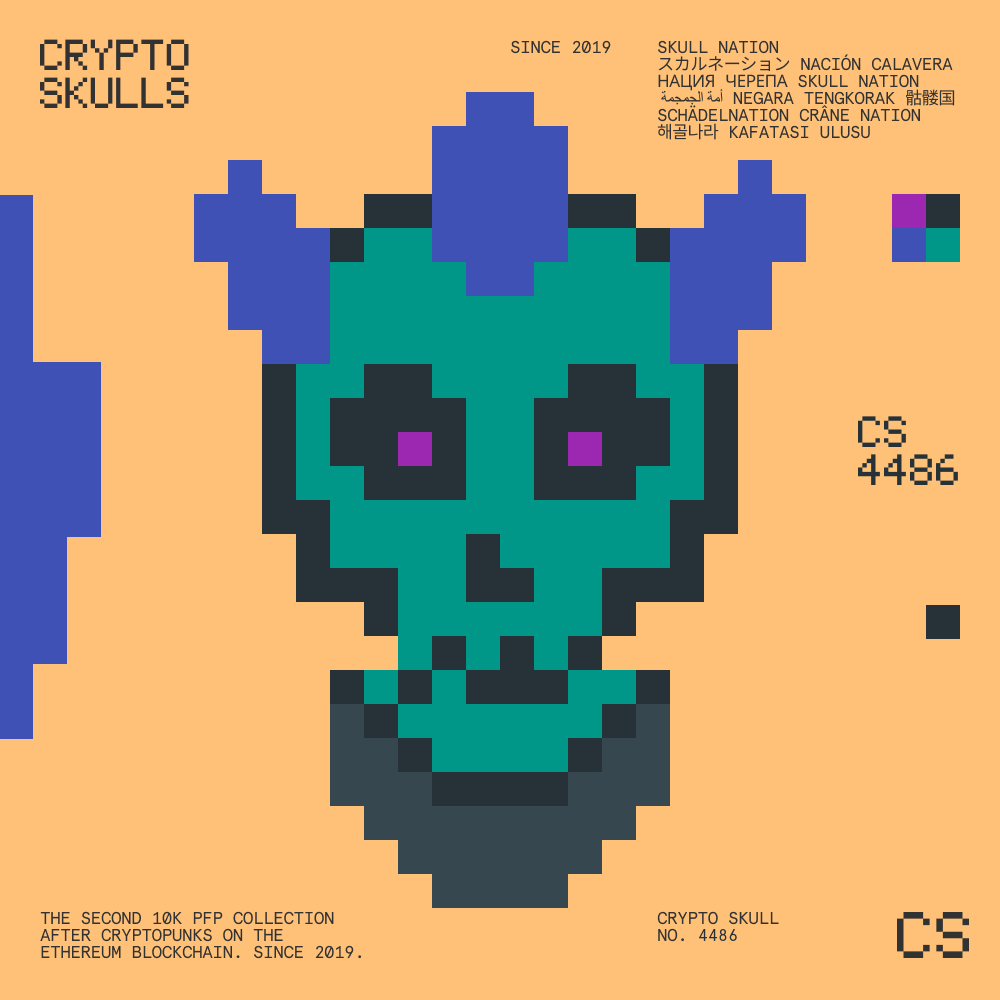 CRYPTO
SKULLS
SINCE 2019
SKULL NATION
スカルネーション NACIÓN CALAVERA
НАЦИЯ ЧЕРЕПА SKULL NATION
أمة الجمجمة NEGARA TENGKORAK 骷髅国
SCHÄDELNATION CRÂNE NATION
해골나라 KAFATASI ULUSU
CS
4486
THE SECOND 10K PFP COLLECTION
AFTER CRYPTOPUNKS ON THE
ETHEREUM BLOCKCHAIN. SINCE 2019.
CRYPTO SKULL
NO. 4486
CS